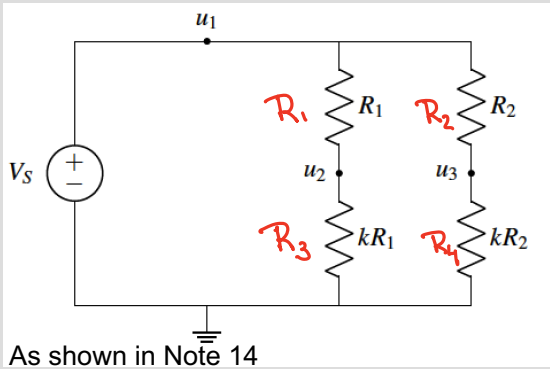 u₁
R₁ R₁ R₂ R₂
Vₛ + −
u₂ u₃
R₃ kR₁ R₄ kR₂
As shown in Note 14